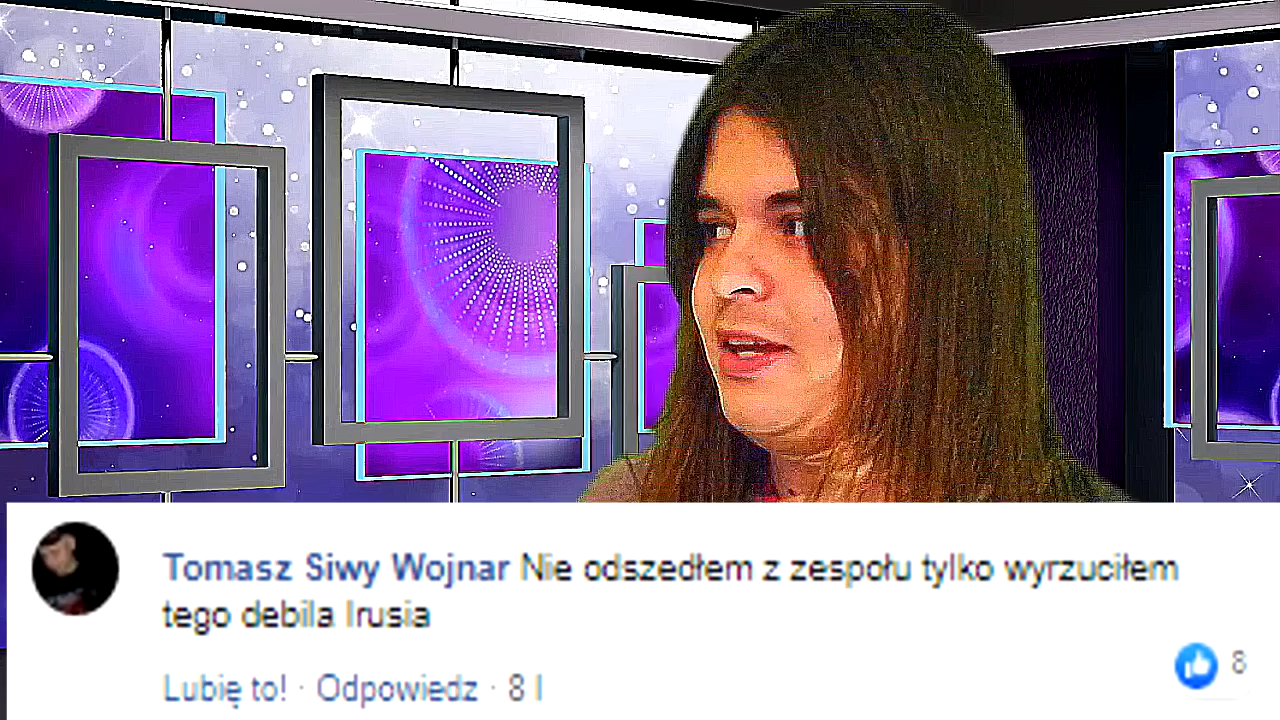 Tomasz Siwy Wojnar Nie odszedłem z zespołu tylko wyrzuciłem
tego debila Irusia
Lubię to! · Odpowiedz · 8 l
8